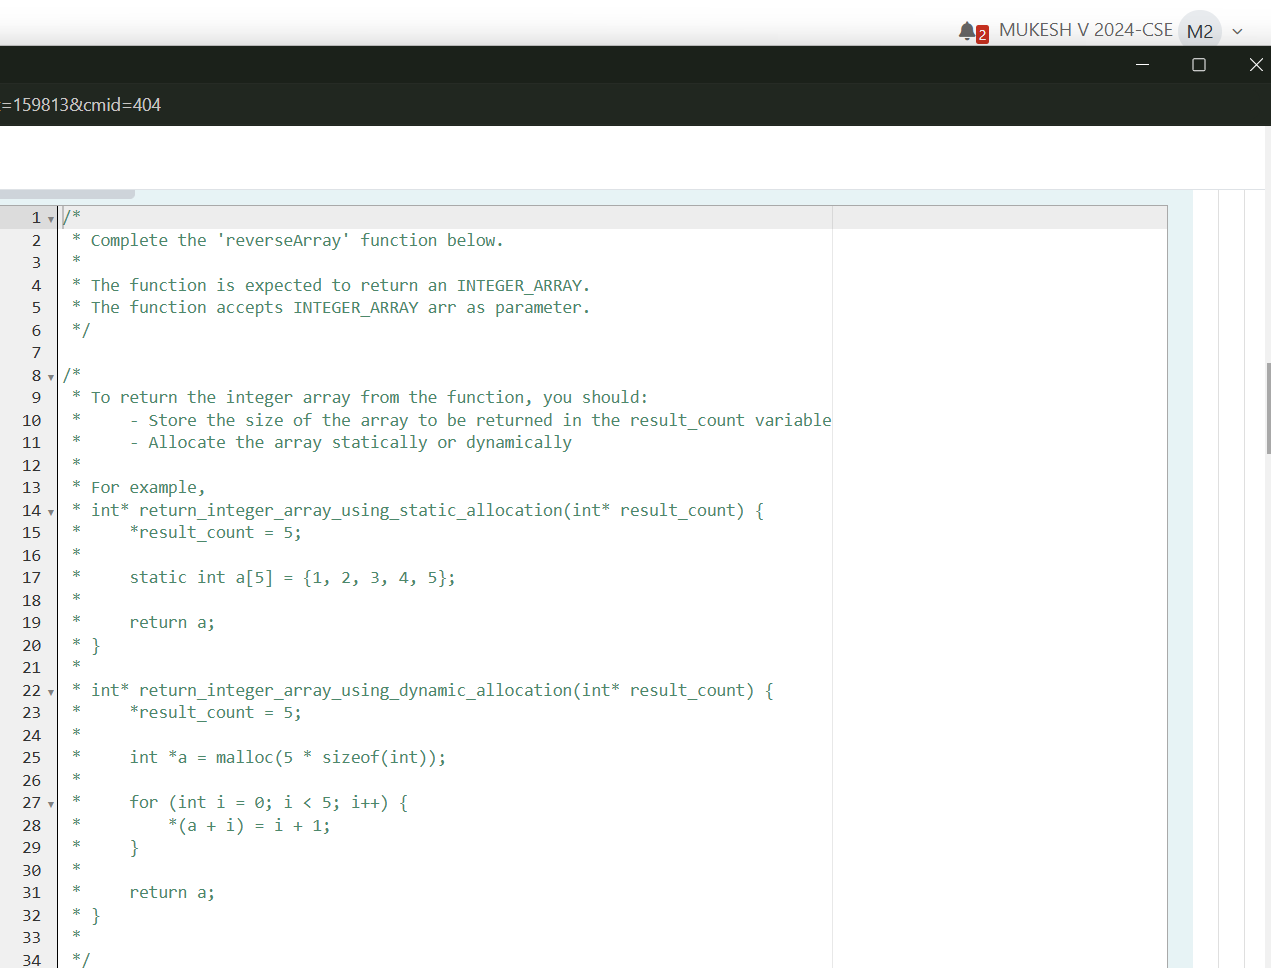 2 MUKESH V 2024-CSE M2
=159813&cmid=404
1 /*
2 * Complete the 'reverseArray' function below.
3 *
4 * The function is expected to return an INTEGER_ARRAY.
5 * The function accepts INTEGER_ARRAY arr as parameter.
6 */
7
8 /*
9 * To return the integer array from the function, you should:
10 *     - Store the size of the array to be returned in the result_count variable
11 *     - Allocate the array statically or dynamically
12 *
13 * For example,
14 * int* return_integer_array_using_static_allocation(int* result_count) {
15 *     *result_count = 5;
16 *
17 *     static int a[5] = {1, 2, 3, 4, 5};
18 *
19 *     return a;
20 * }
21 *
22 * int* return_integer_array_using_dynamic_allocation(int* result_count) {
23 *     *result_count = 5;
24 *
25 *     int *a = malloc(5 * sizeof(int));
26 *
27 *     for (int i = 0; i < 5; i++) {
28 *         *(a + i) = i + 1;
29 *     }
30 *
31 *     return a;
32 * }
33 *
34 */